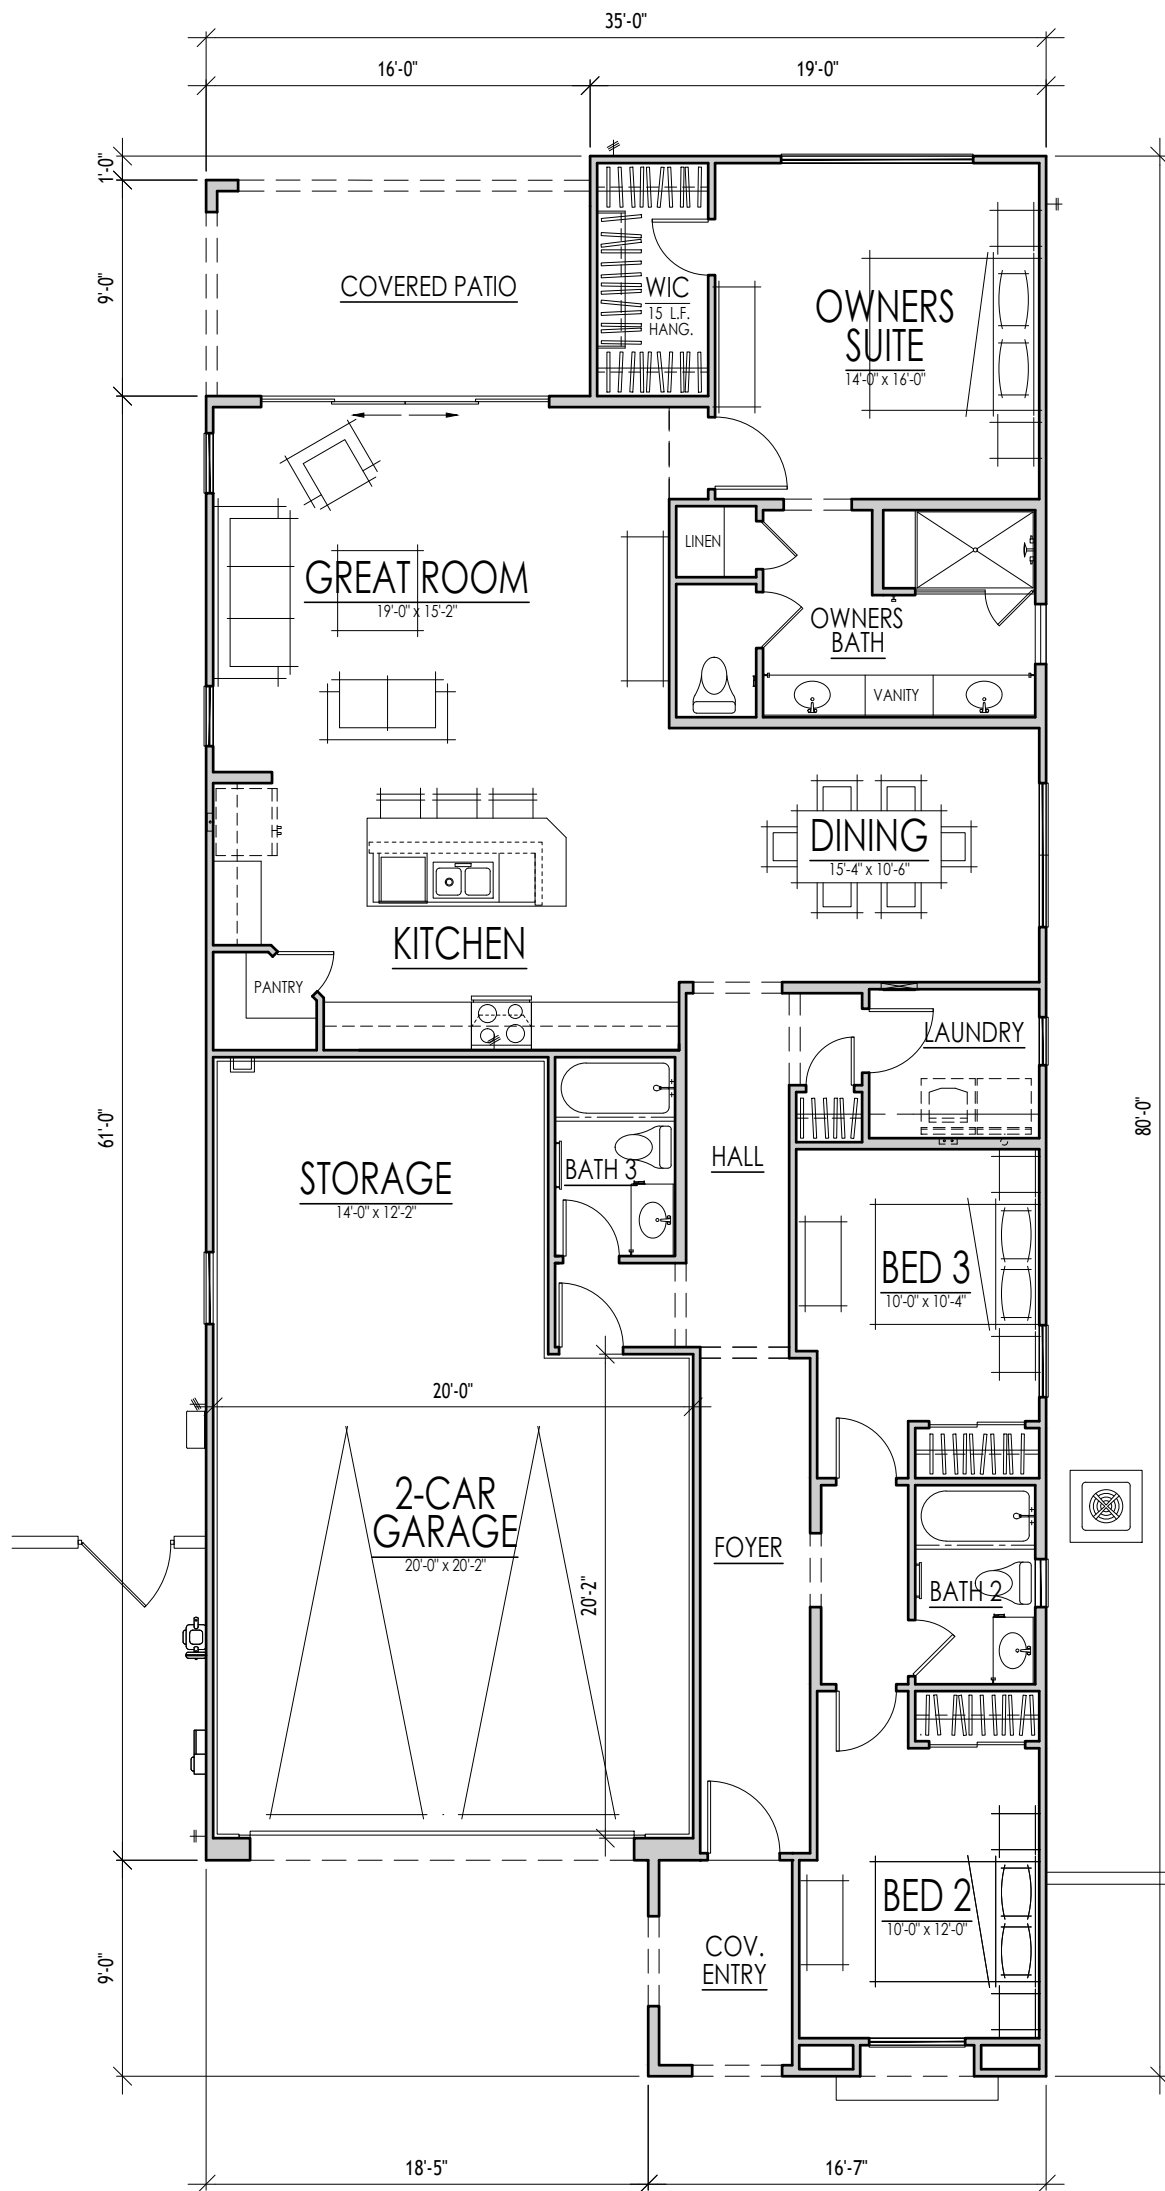 35'-0"
16'-0"
19'-0"
1'-0"
9'-0"
COVERED PATIO
WIC
15 L.F.
HANG.
OWNERS
SUITE
14'-0" x 16'-0"
LINEN
GREAT ROOM
19'-0" x 15'-2"
OWNERS
BATH
VANITY
DINING
15'-4" x 10'-6"
KITCHEN
PANTRY
LAUNDRY
61'-0"
80'-0"
HALL
BATH 3
STORAGE
14'-0" x 12'-2"
BED 3
10'-0" x 10'-4"
20'-0"
2-CAR
GARAGE
20'-0" x 20'-2"
20'-2"
FOYER
BATH 2
BED 2
10'-0" x 12'-0"
COV.
ENTRY
9'-0"
18'-5"
16'-7"